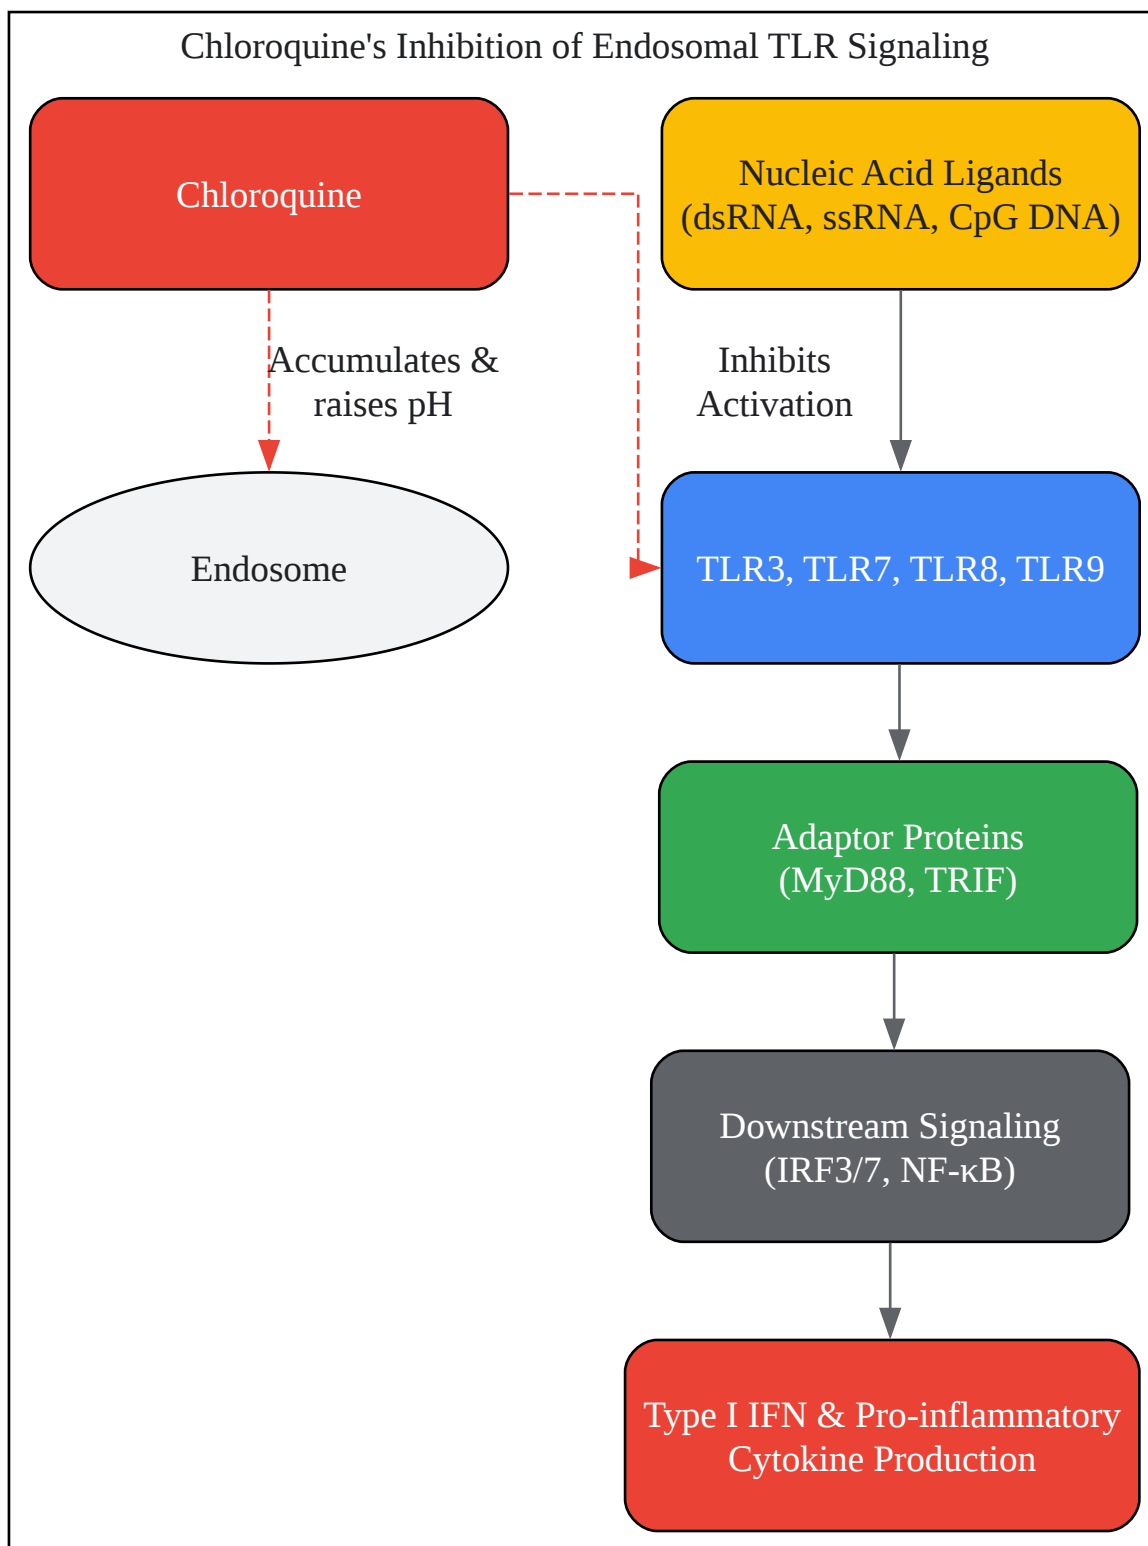 Chloroquine's Inhibition of Endosomal TLR Signaling
Chloroquine
Nucleic Acid Ligands
(dsRNA, ssRNA, CpG DNA)
Accumulates &
raises pH
Inhibits
Activation
Endosome
TLR3, TLR7, TLR8, TLR9
Adaptor Proteins
(MyD88, TRIF)
Downstream Signaling
(IRF3/7, NF-κB)
Type I IFN & Pro-inflammatory
Cytokine Production